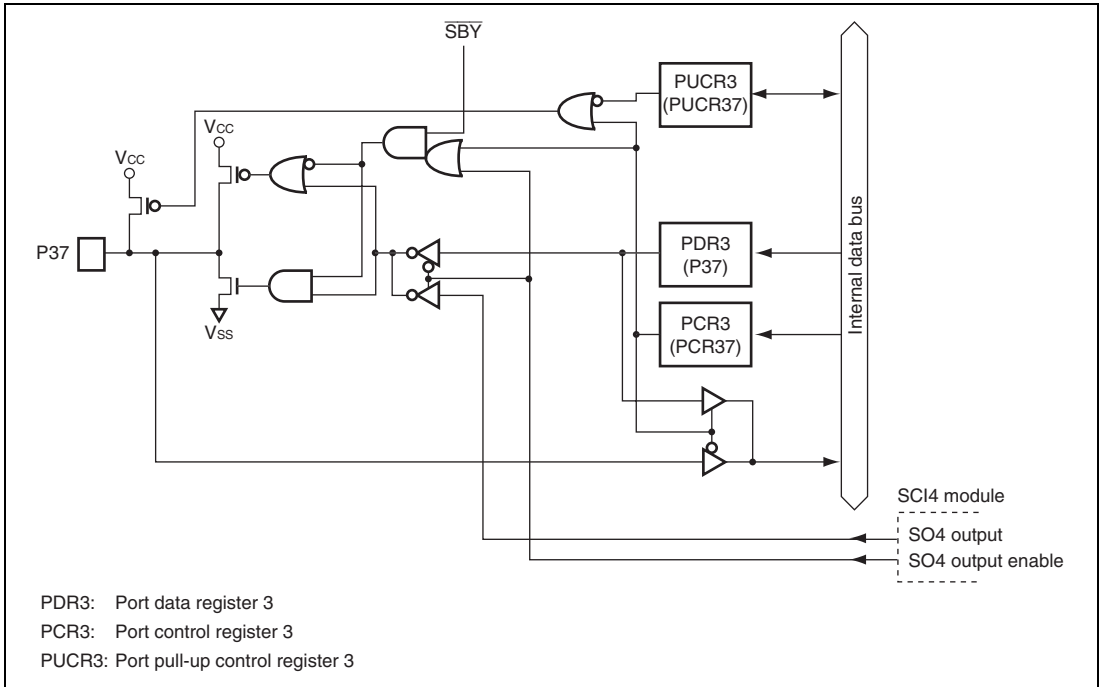 S̅B̅Y̅
PUCR3
(PUCR37)
VCC
VCC
P37
PDR3
(P37)
VSS
PCR3
(PCR37)
Internal data bus
SCI4 module
SO4 output
SO4 output enable
PDR3: Port data register 3
PCR3: Port control register 3
PUCR3: Port pull-up control register 3